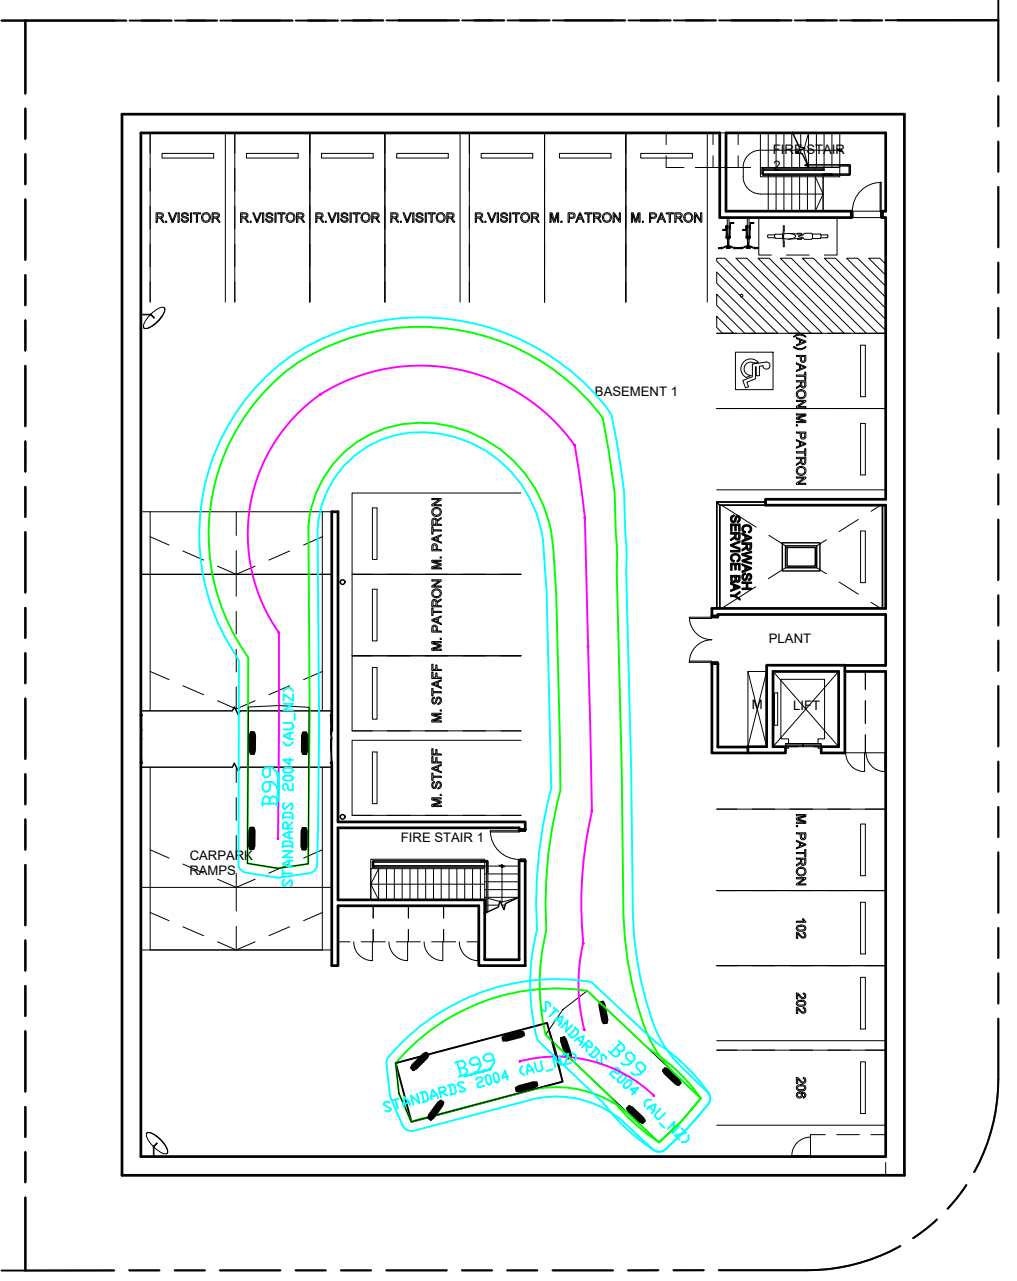 FIRE STAIR
2
R.VISITOR
R.VISITOR
R.VISITOR
R.VISITOR
R.VISITOR
M. PATRON
M. PATRON
(A) PATRON
M. PATRON
BASEMENT 1
M. PATRON
M. PATRON
M. STAFF
M. STAFF
CARWASH
SERVICE BAY
PLANT
M
LIFT
B99
STANDARDS 2004 (AU_NZ)
CARPARK
RAMPS
FIRE STAIR 1
M. PATRON
102
202
206
B99
STANDARDS 2004 (AU_NZ)
B99
STANDARDS 2004 (AU_NZ)